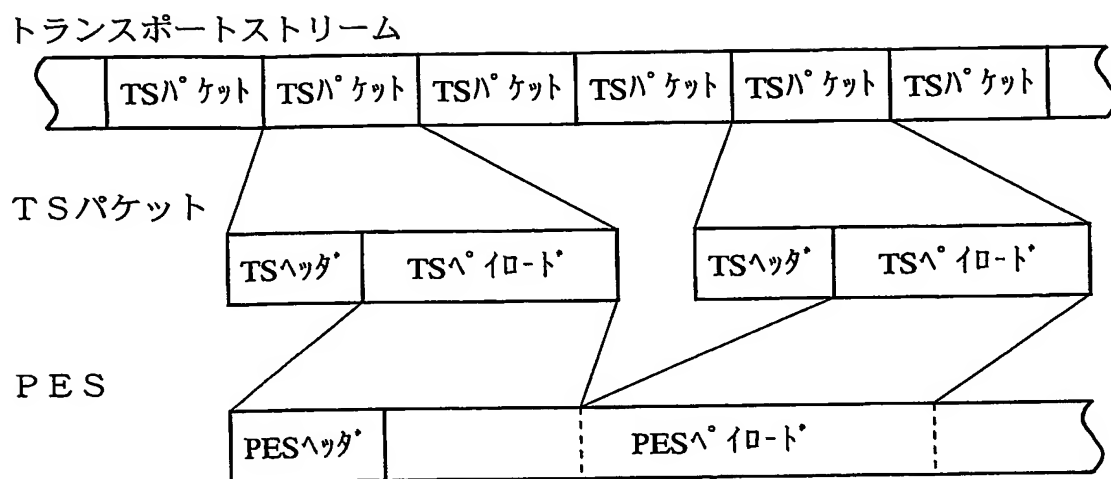 トランスポートストリーム
TSﾊﾟｹｯﾄ TSﾊﾟｹｯﾄ TSﾊﾟｹｯﾄ TSﾊﾟｹｯﾄ TSﾊﾟｹｯﾄ TSﾊﾟｹｯﾄ
ＴＳパケット
TSﾍｯﾀﾞ TSﾍﾟｲﾛｰﾄﾞ TSﾍｯﾀﾞ TSﾍﾟｲﾛｰﾄﾞ
ＰＥＳ
PESﾍｯﾀﾞ PESﾍﾟｲﾛｰﾄﾞ